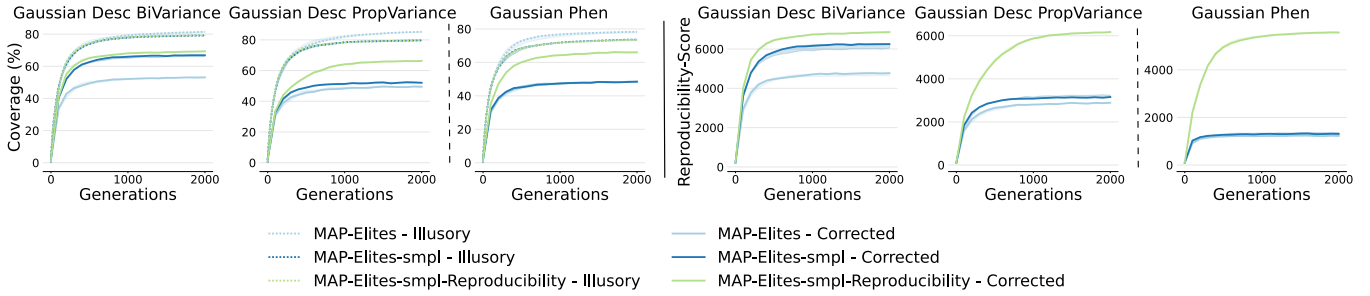 Gaussian Desc BiVariance
Gaussian Desc PropVariance
Gaussian Phen
Gaussian Desc BiVariance
Gaussian Desc PropVariance
Gaussian Phen
Coverage (%)
80
60
40
20
0
0 1000 2000
Generations
80
60
40
20
0
0 1000 2000
Generations
80
60
40
20
0
0 1000 2000
Generations
Reproducibility-Score
6000
4000
2000
0
0 1000 2000
Generations
6000
4000
2000
0
0 1000 2000
Generations
4000
2000
0
0 1000 2000
Generations
MAP-Elites - Illusory
MAP-Elites-smpl - Illusory
MAP-Elites-smpl-Reproducibility - Illusory
MAP-Elites - Corrected
MAP-Elites-smpl - Corrected
MAP-Elites-smpl-Reproducibility - Corrected